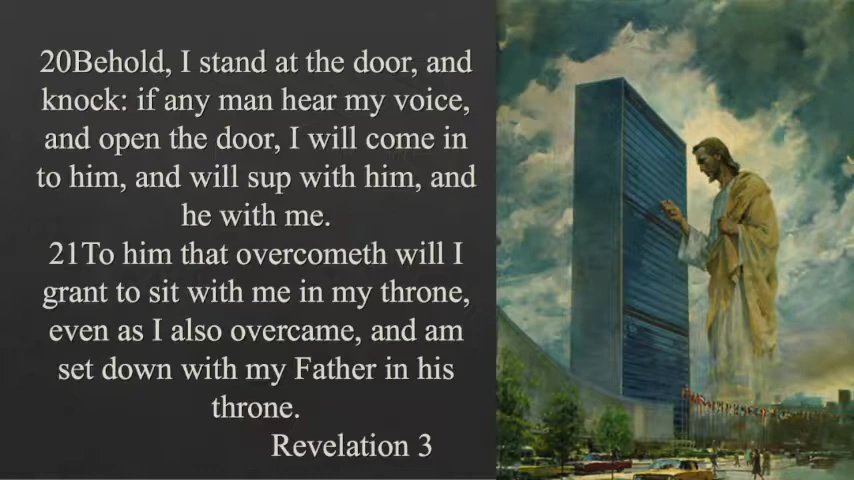 20Behold, I stand at the door, and
knock: if any man hear my voice,
and open the door, I will come in
to him, and will sup with him, and
he with me.
21To him that overcometh will I
grant to sit with me in my throne,
even as I also overcame, and am
set down with my Father in his
throne.
Revelation 3